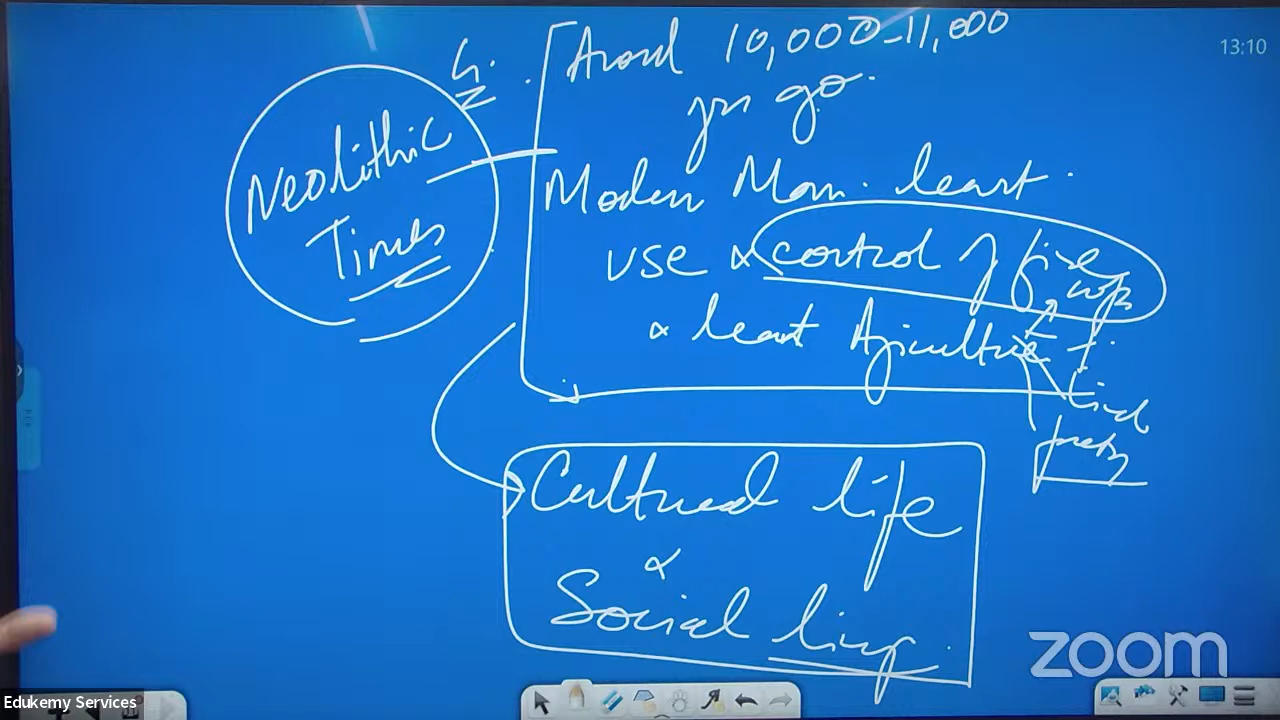 13:10
Neolithic
Times
Around 10,000-11,000
yrs ago.
Modern Man. learnt.
use & control of fire
& learnt Agriculture
Cultural life
&
Social living.
zoom
Edukemy Services